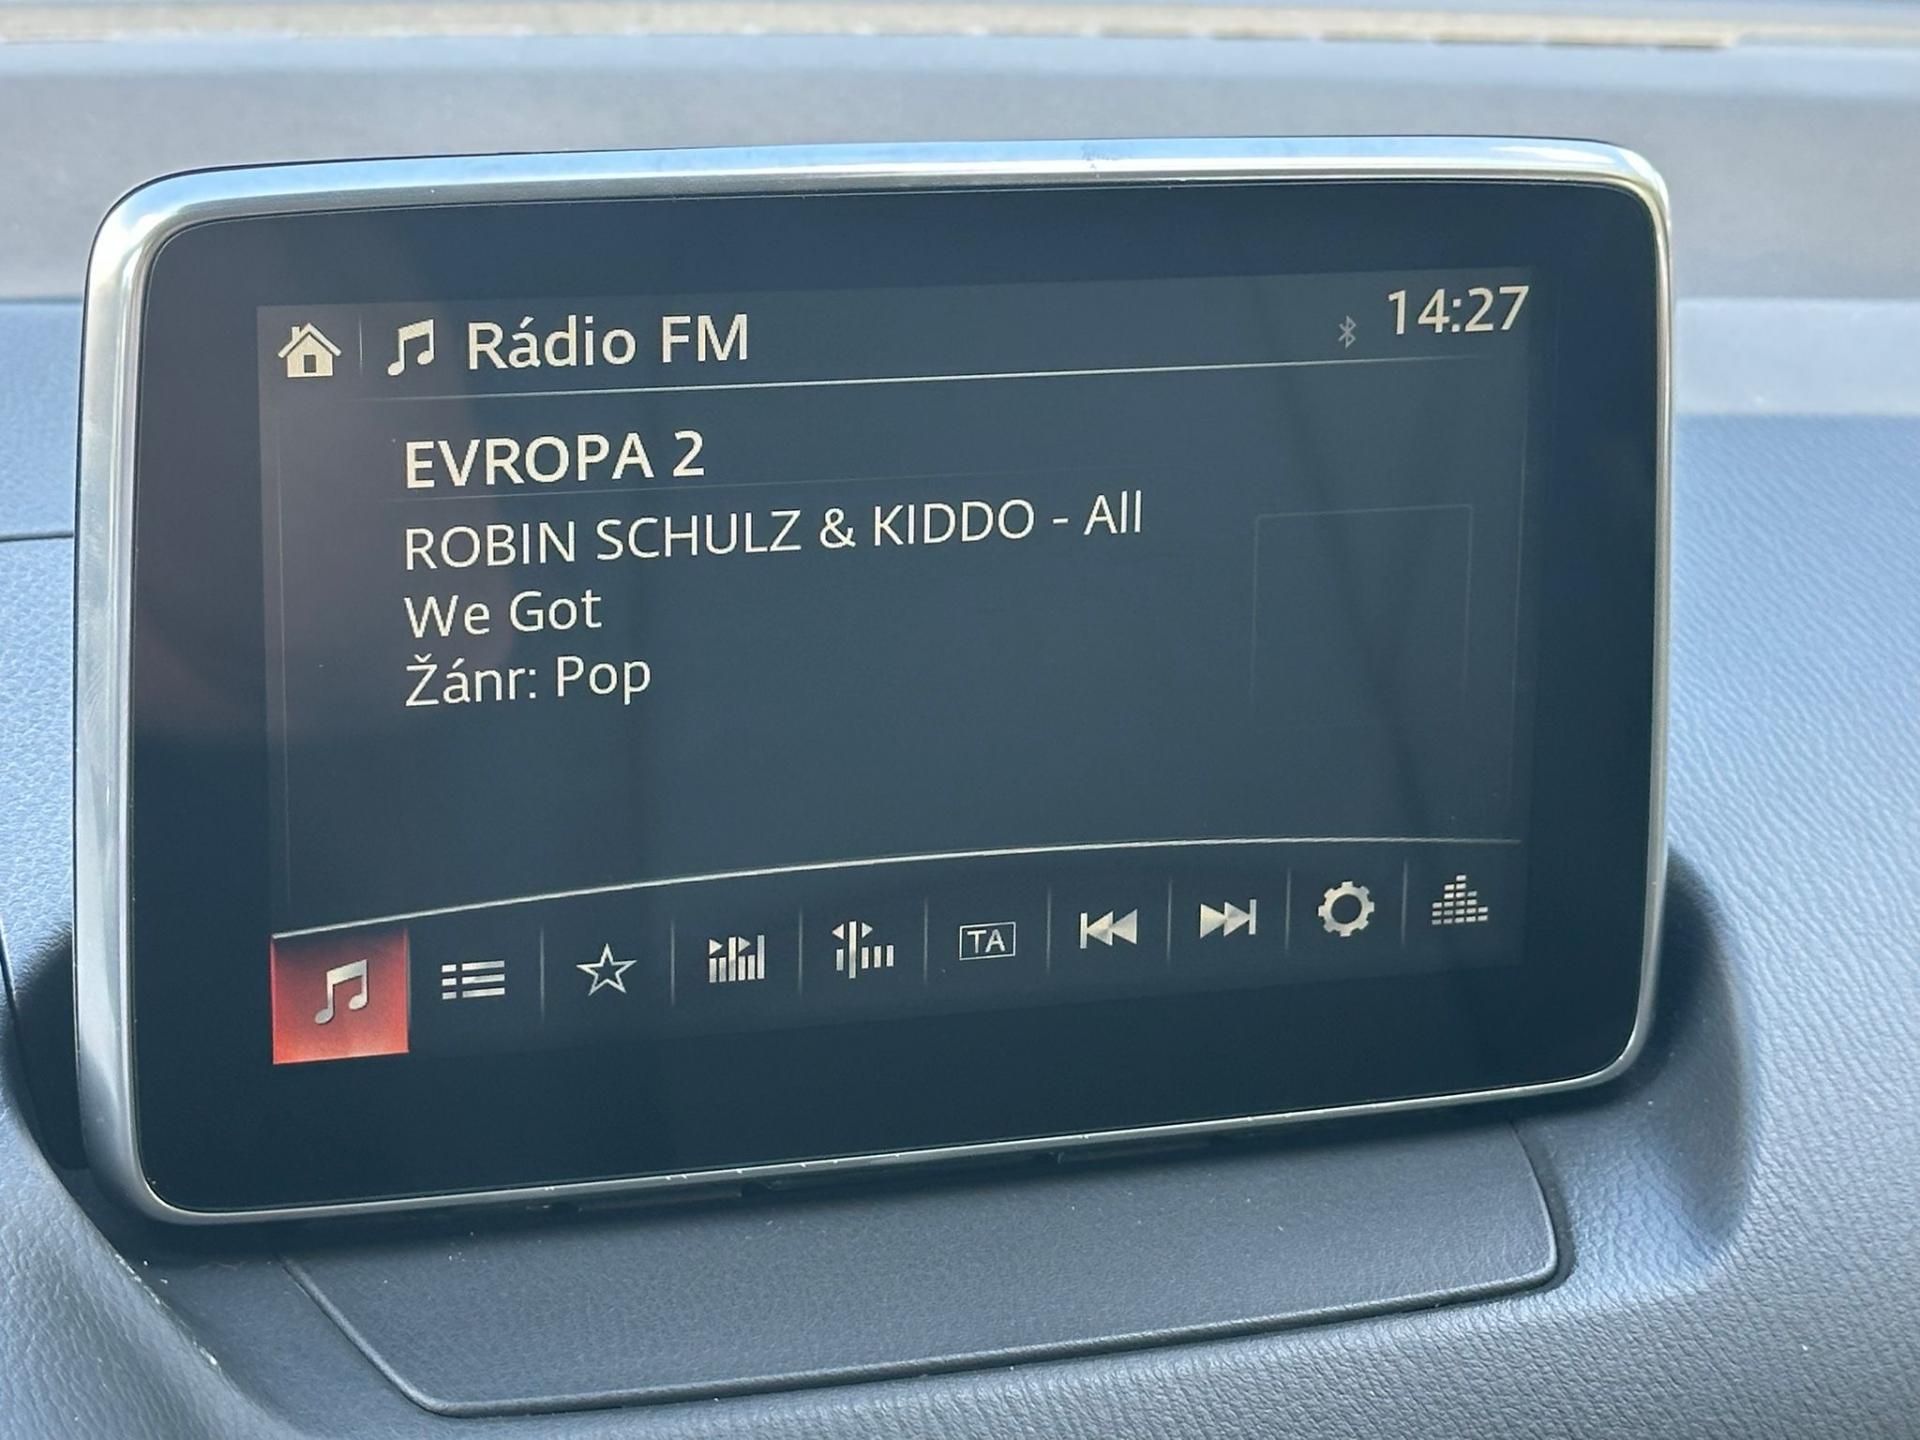 Rádio FM
14:27
EVROPA 2
ROBIN SCHULZ & KIDDO - All
We Got
Žánr: Pop
TA